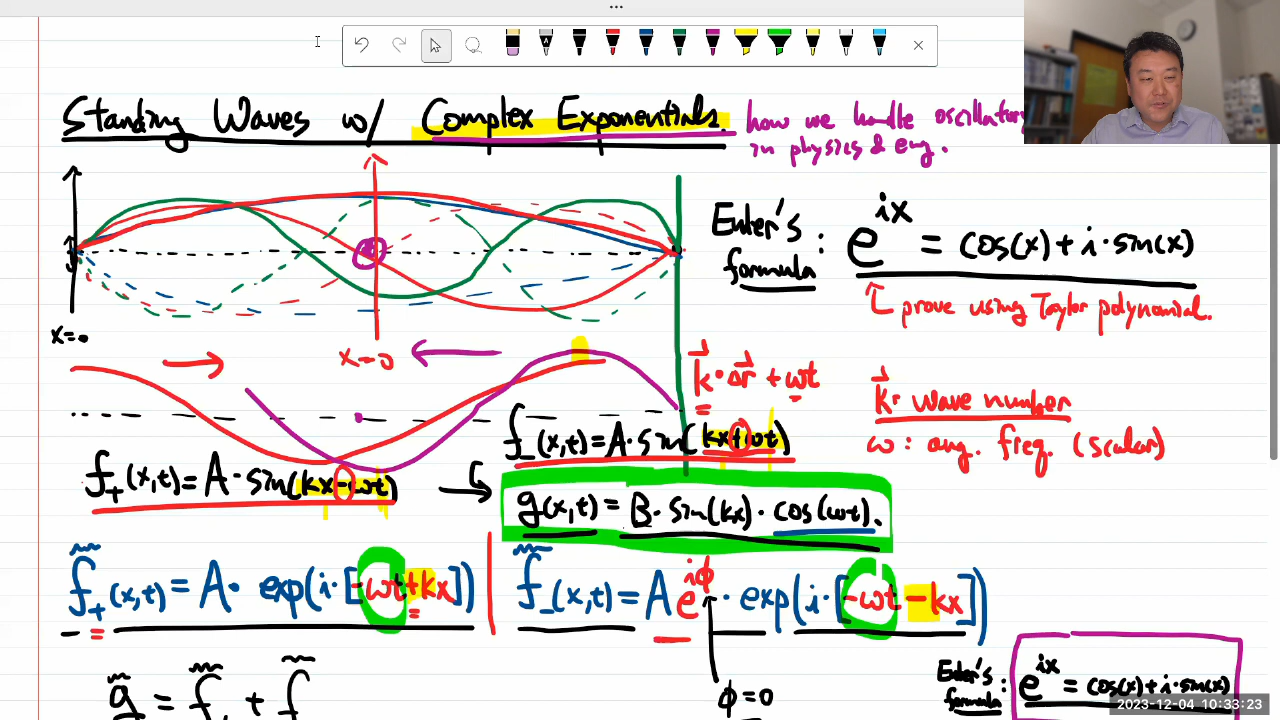 Standing Waves w/ Complex Exponentials.
how we handle oscillatory
in physics & eng.
x=0
x=0
Euler's formula : e^{ix} = cos(x) + i·sin(x)
prove using Taylor polynomial.
k⃗·Δr⃗ + ωt
k⃗: wave number
ω: ang. freq. (scalar)
f₊(x,t) = A·sin(kx-ωt)
f₋(x,t) = A·sin(kx+ωt)
g(x,t) = B·sin(kx)·cos(ωt).
f̃₊(x,t) = A·exp(i·[-ωt+kx])
f̃₋(x,t) = A e^{iϕ}·exp(i·[-ωt-kx])
ϕ=0
g̃ = f̃₊ + f̃
Euler's formula : e^{ix} = cos(x) + i·sin(x)
2023-12-04 10:33:23